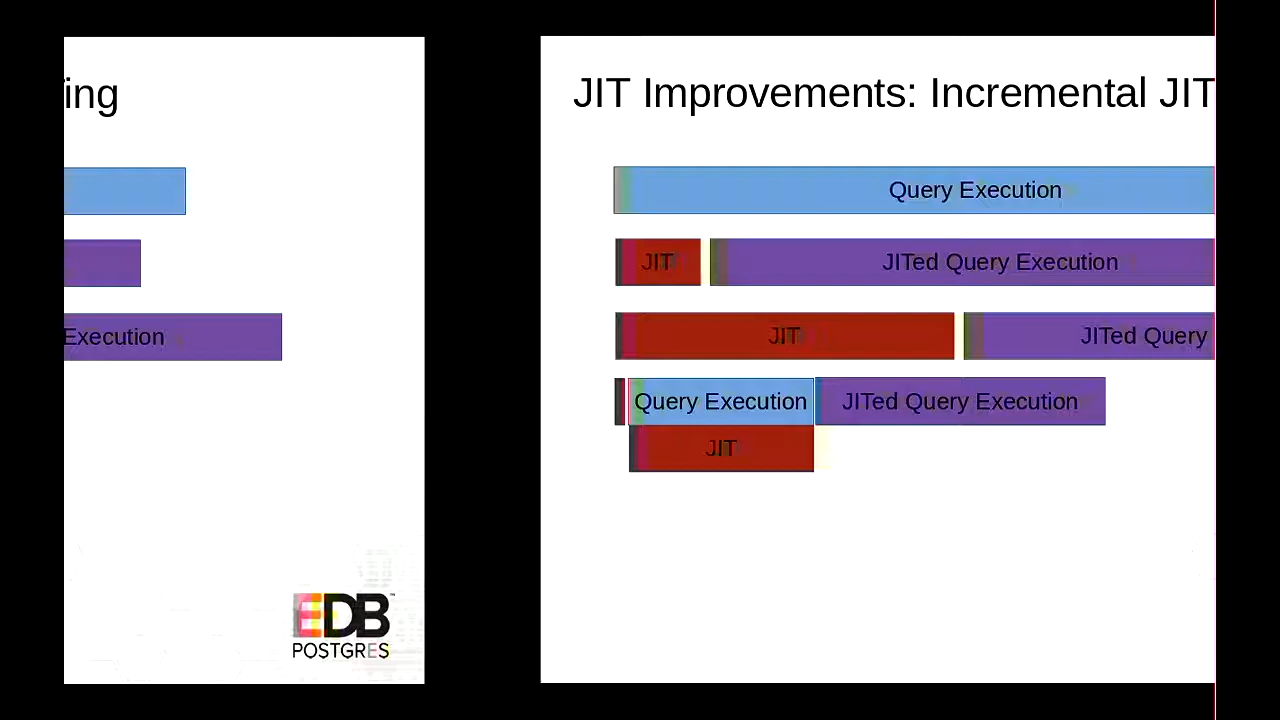 ing
Execution
EDB
POSTGRES
JIT Improvements: Incremental JIT
Query Execution
JIT
JITed Query Execution
JIT
JITed Query
Query Execution
JITed Query Execution
JIT